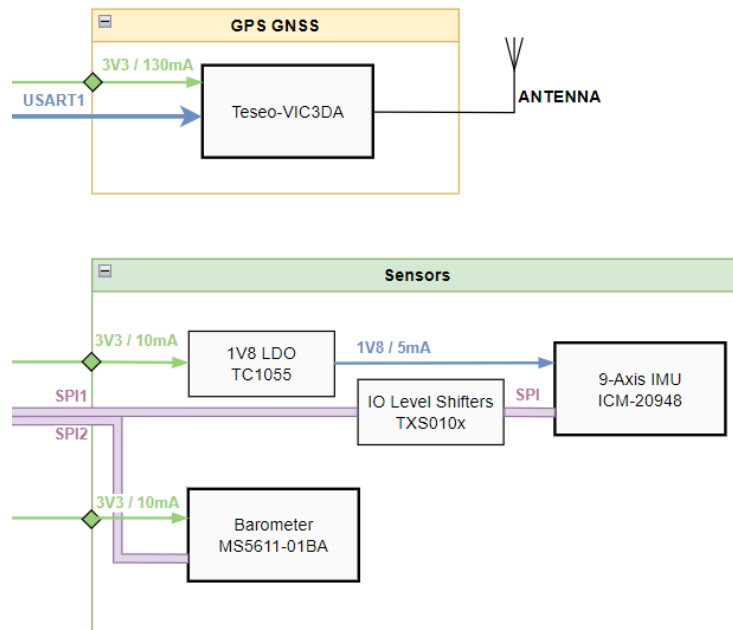 GPS GNSS
3V3 / 130mA
USART1
Teseo-VIC3DA
ANTENNA
Sensors
3V3 / 10mA
1V8 LDO
TC1055
1V8 / 5mA
9-Axis IMU
ICM-20948
SPI1
IO Level Shifters
TXS010x
SPI
SPI2
3V3 / 10mA
Barometer
MS5611-01BA